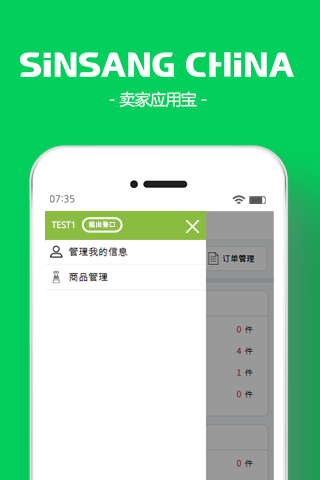 SiNSANG CHiNA
- 卖家应用宝 -
07:35
TEST1 退出登口
管理我的信息
商品管理
订单管理
0 件
4 件
1 件
0 件
0 件